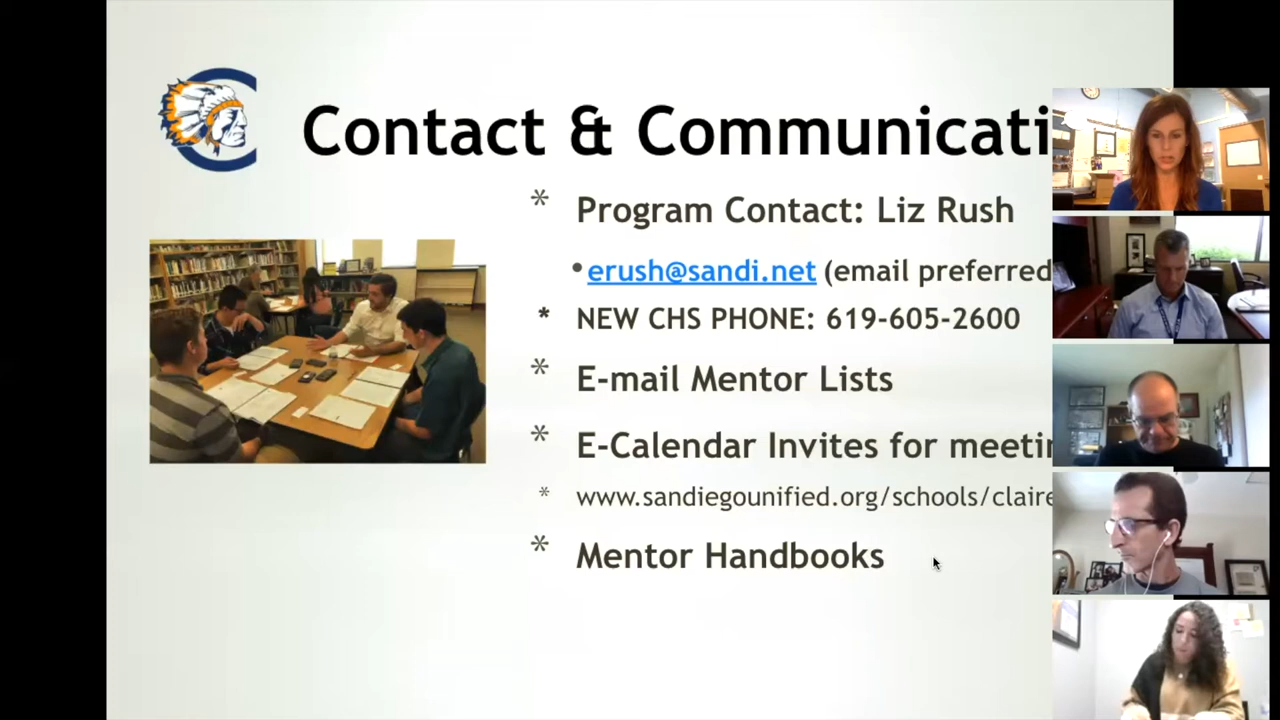 Contact & Communicati
* Program Contact: Liz Rush
•erush@sandi.net (email preferred
* NEW CHS PHONE: 619-605-2600
* E-mail Mentor Lists
* E-Calendar Invites for meetin
* www.sandiegounified.org/schools/claire
* Mentor Handbooks